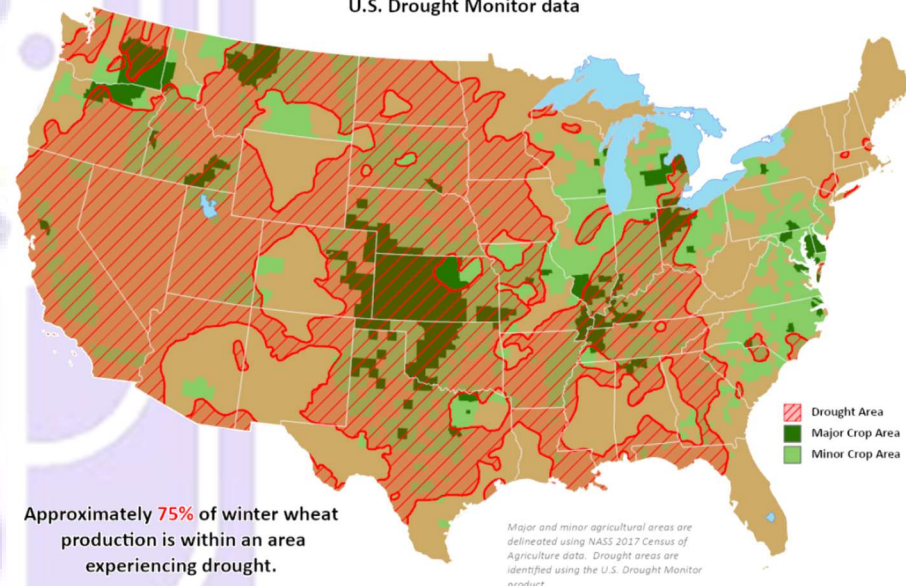 U.S. Drought Monitor data
Drought Area
Major Crop Area
Minor Crop Area
Approximately 75% of winter wheat
production is within an area
experiencing drought.
Major and minor agricultural areas are
delineated using NASS 2017 Census of
Agriculture data. Drought areas are
identified using the U.S. Drought Monitor
product.